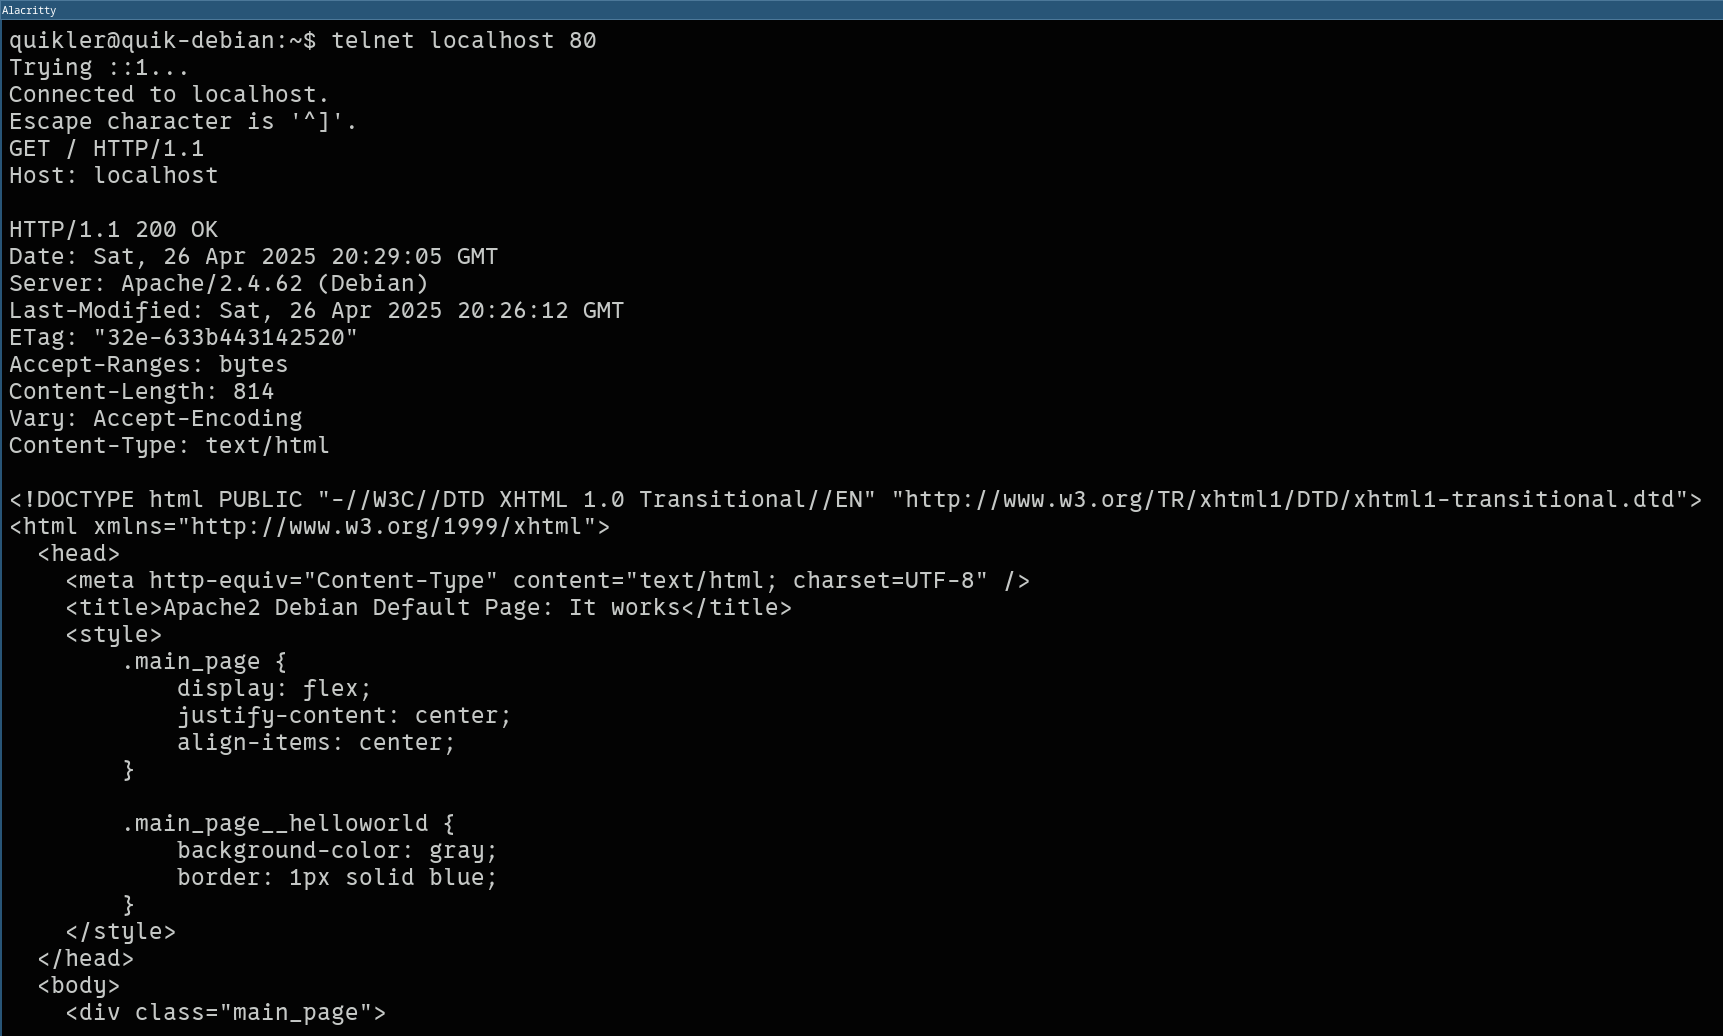 Alacritty
quikler@quik-debian:~$ telnet localhost 80
Trying ::1...
Connected to localhost.
Escape character is '^]'.
GET / HTTP/1.1
Host: localhost

HTTP/1.1 200 OK
Date: Sat, 26 Apr 2025 20:29:05 GMT
Server: Apache/2.4.62 (Debian)
Last-Modified: Sat, 26 Apr 2025 20:26:12 GMT
ETag: "32e-633b443142520"
Accept-Ranges: bytes
Content-Length: 814
Vary: Accept-Encoding
Content-Type: text/html

<!DOCTYPE html PUBLIC "-//W3C//DTD XHTML 1.0 Transitional//EN" "http://www.w3.org/TR/xhtml1/DTD/xhtml1-transitional.dtd">
<html xmlns="http://www.w3.org/1999/xhtml">
  <head>
    <meta http-equiv="Content-Type" content="text/html; charset=UTF-8" />
    <title>Apache2 Debian Default Page: It works</title>
    <style>
        .main_page {
            display: flex;
            justify-content: center;
            align-items: center;
        }

        .main_page__helloworld {
            background-color: gray;
            border: 1px solid blue;
        }
    </style>
  </head>
  <body>
    <div class="main_page">